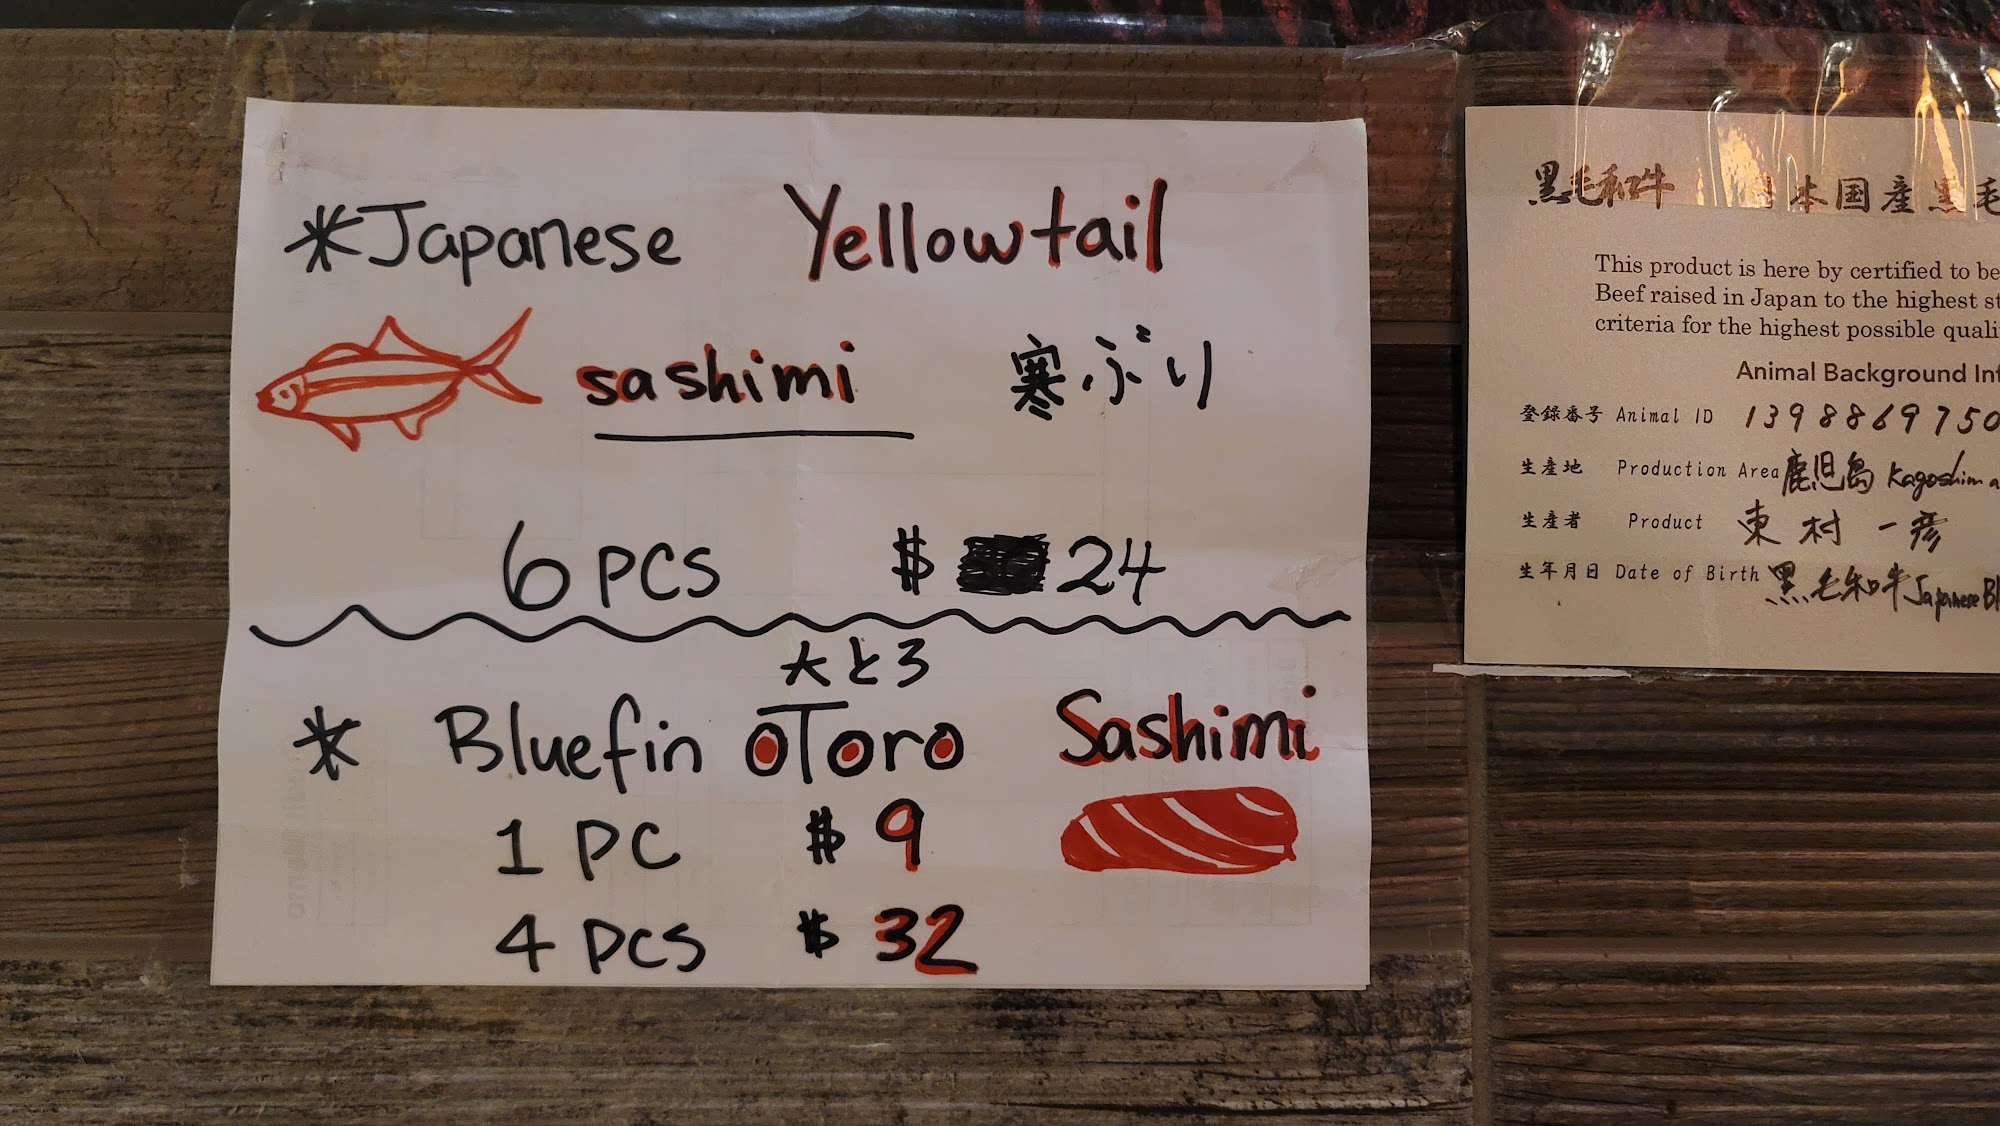 *Japanese Yellowtail
sashimi 寒ぶり
6 PCS $ 24
大とろ
* Bluefin OToro Sashimi
1 PC $ 9
4 PCS $ 32
黒毛和牛 本国産黒毛
This product is here by certified to be
Beef raised in Japan to the highest
criteria for the highest possible
Animal Background
登録番号 Animal ID 1398869750
生産地 Production Area 鹿児島 Kagoshima
生産者 Product 東村 一彦
生年月日 Date of Birth 黒毛和牛 Japanese